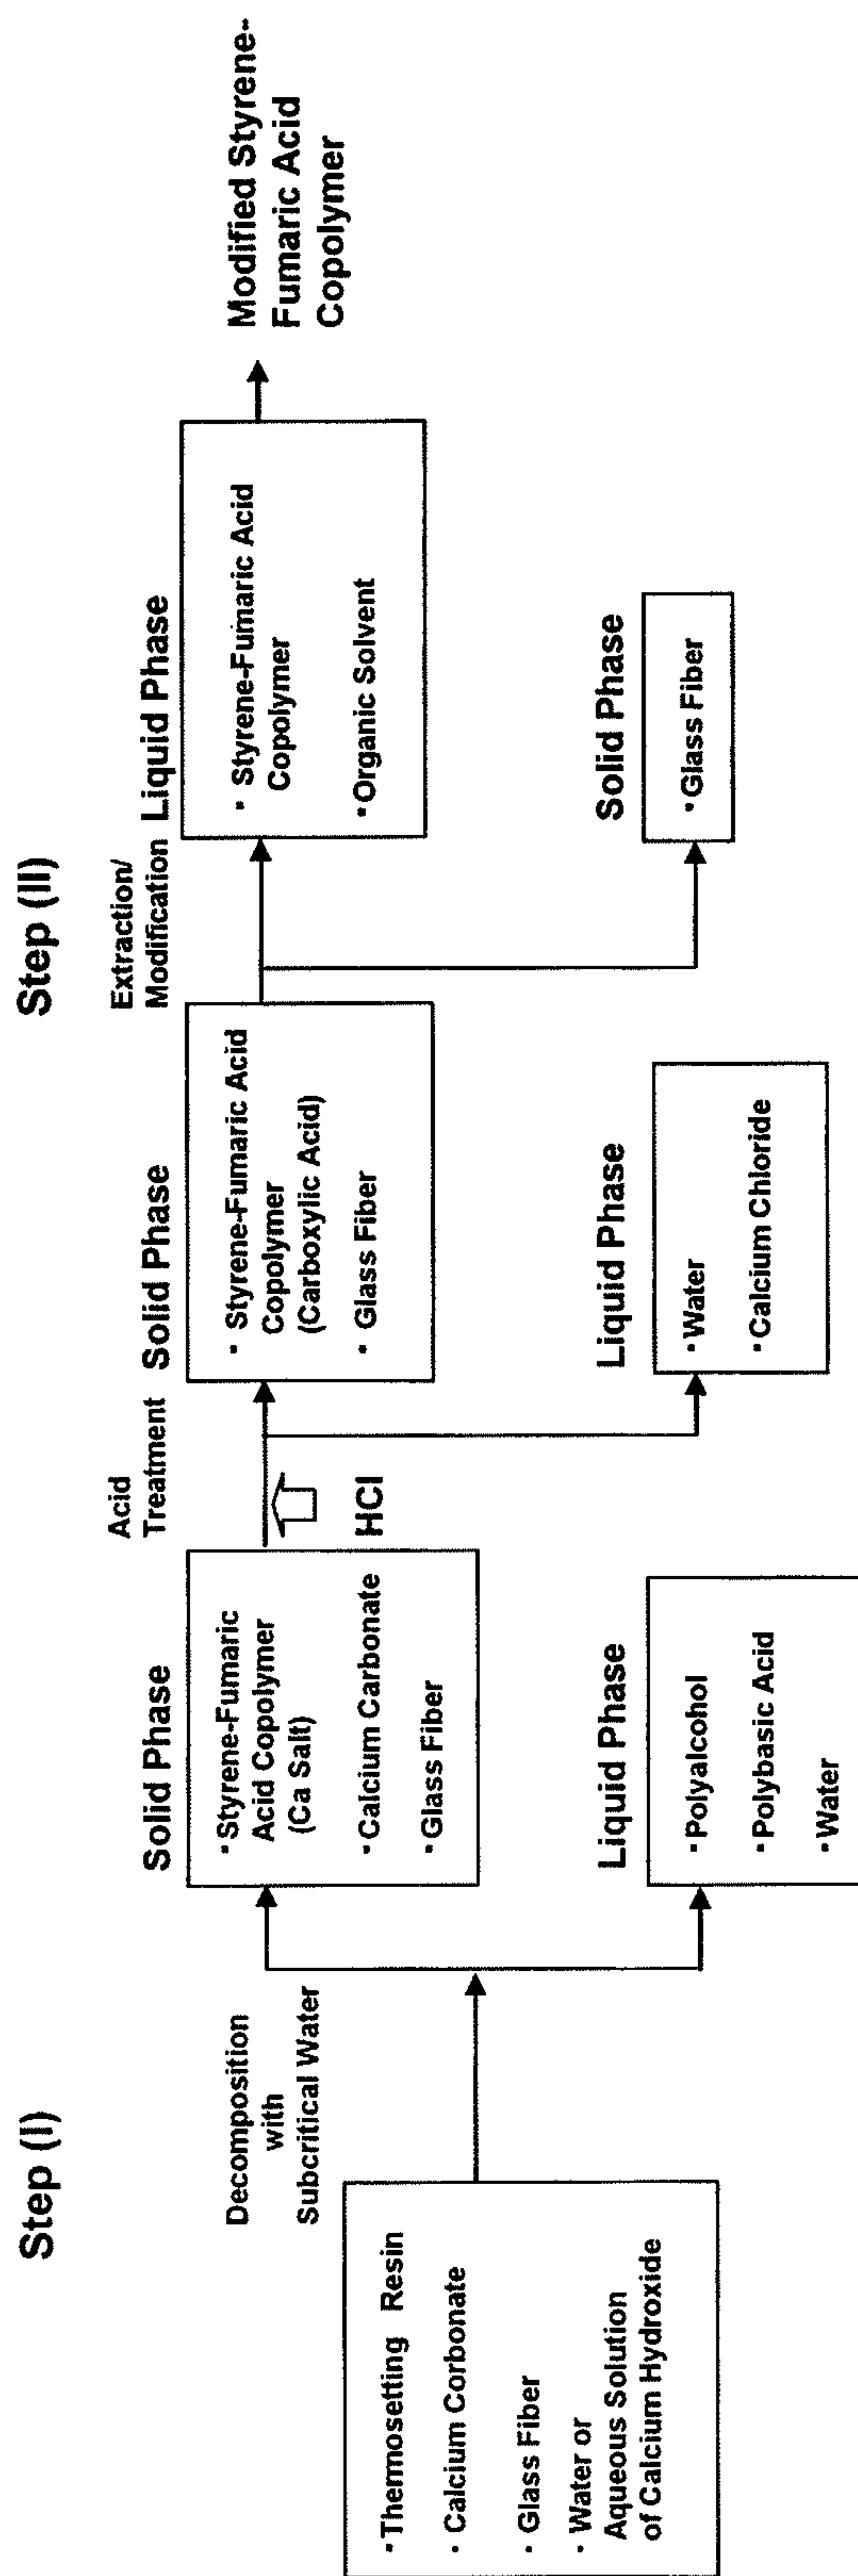 Step (I)
Step (II)
・Thermosetting Resin
・Calcium Corbonate
・Glass Fiber
・Water or
Aqueous Solution
of Calcium Hydroxide
Decomposition
with
Subcritical Water
Solid Phase
・Styrene-Fumaric
Acid Copolymer
(Ca Salt)
・Calcium Carbonate
・Glass Fiber
Liquid Phase
・Polyalcohol
・Polybasic Acid
・Water
Acid
Treatment
HCl
Solid Phase
・Styrene-Fumaric Acid
Copolymer
(Carboxylic Acid)
・Glass Fiber
Liquid Phase
・Water
・Calcium Chloride
Extraction/
Modification
Liquid Phase
・Styrene-Fumaric Acid
Copolymer
・Organic Solvent
Solid Phase
・Glass Fiber
Modified Styrene-
Fumaric Acid
Copolymer